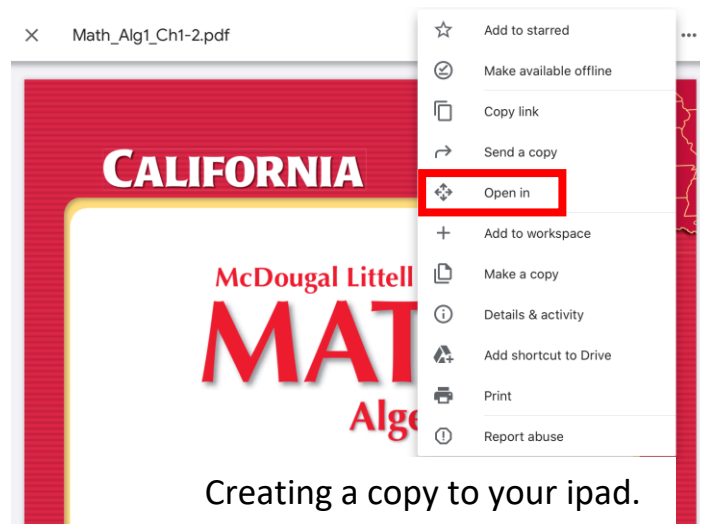 Math_Alg1_Ch1-2.pdf
Add to starred
Make available offline
Copy link
Send a copy
Open in
Add to workspace
Make a copy
Details & activity
Add shortcut to Drive
Print
Report abuse
CALIFORNIA
McDougal Littell
MAT
Alge
Creating a copy to your ipad.